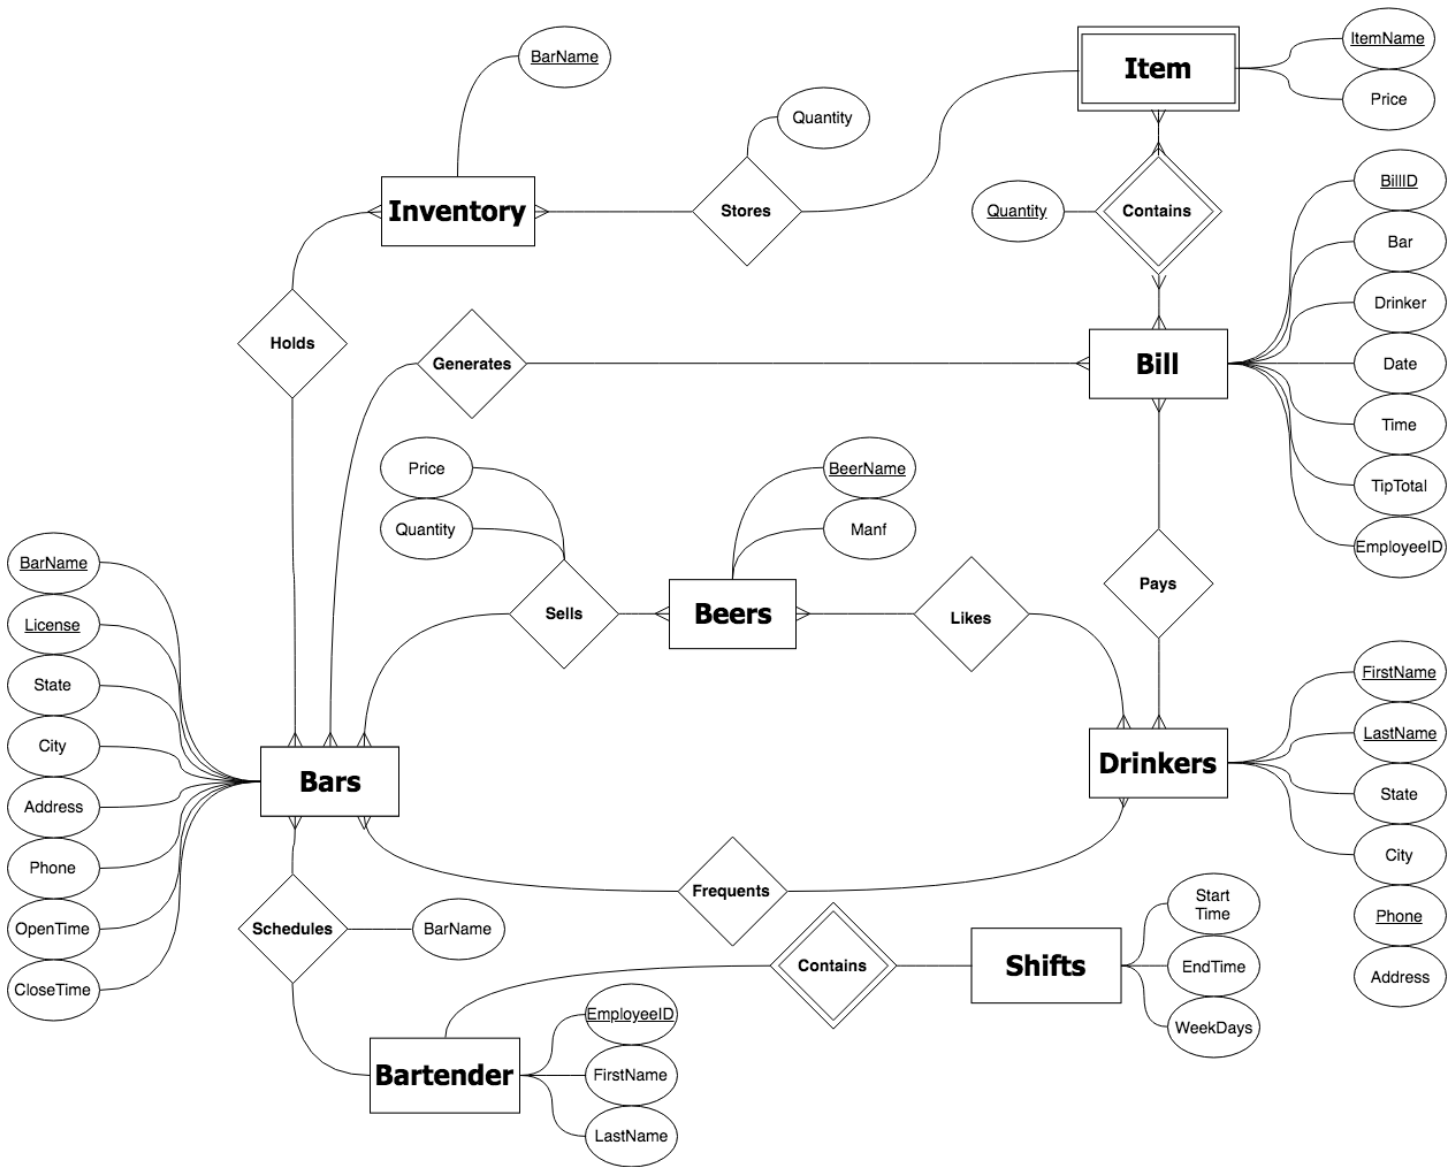 BarName
ItemName
Item
Price
Quantity
BillID
Inventory
Stores
Quantity
Contains
Bar
Drinker
Holds
Generates
Bill
Date
Time
Price
BeerName
TipTotal
Quantity
Manf
EmployeeID
BarName
Pays
License
Sells
Beers
Likes
State
FirstName
City
LastName
Bars
Drinkers
Address
State
Phone
City
Frequents
OpenTime
Schedules
BarName
Start
Time
Phone
CloseTime
Contains
Shifts
EndTime
Address
EmployeeID
WeekDays
Bartender
FirstName
LastName